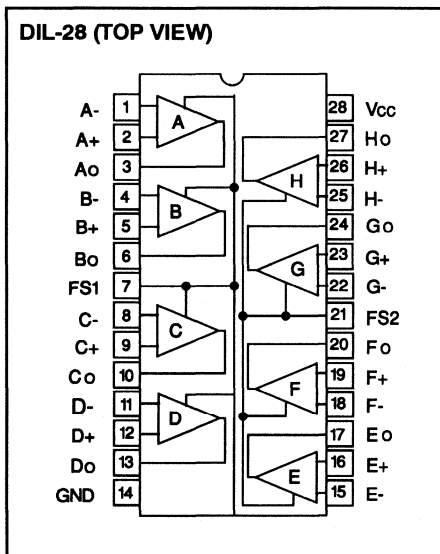 DIL-28 (TOP VIEW)
A- 1
A+ 2
Ao 3
B- 4
B+ 5
Bo 6
FS1 7
C- 8
C+ 9
Co 10
D- 11
D+ 12
Do 13
GND 14
A
B
C
D
28 Vcc
27 Ho
26 H+
25 H-
24 Go
23 G+
22 G-
21 FS2
20 Fo
19 F+
18 F-
17 Eo
16 E+
15 E-
H
G
F
E